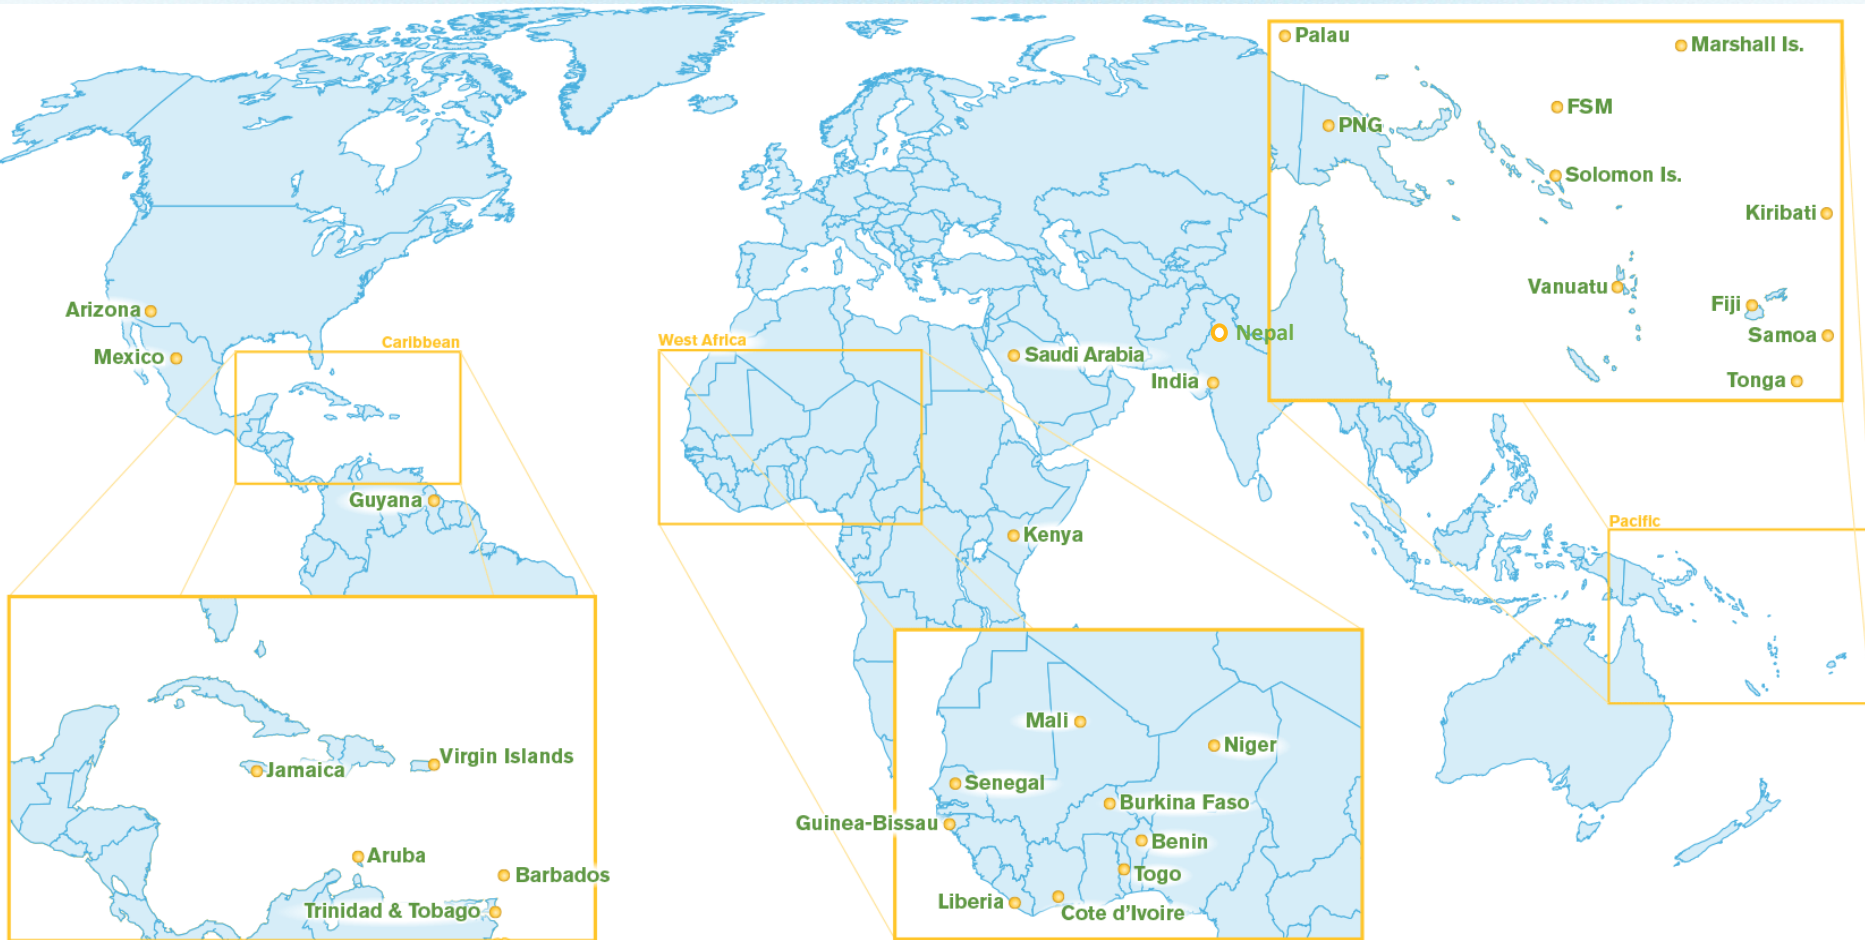 Palau
Marshall Is.
FSM
PNG
Solomon Is.
Kiribati
Vanuatu
Fiji
Samoa
Tonga
Arizona
Mexico
Caribbean
West Africa
Nepal
Saudi Arabia
India
Guyana
Kenya
Pacific
Virgin Islands
Jamaica
Aruba
Barbados
Trinidad & Tobago
Mali
Niger
Senegal
Burkina Faso
Guinea-Bissau
Benin
Togo
Liberia
Cote d'Ivoire